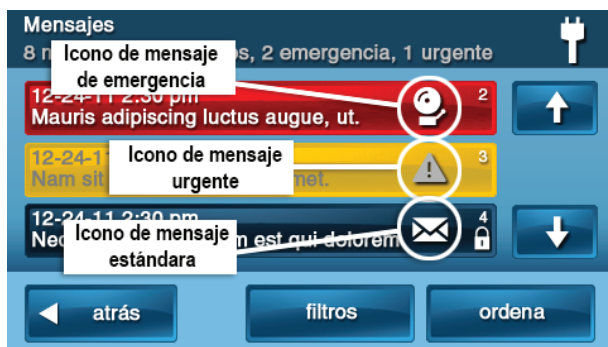 Mensajes
8 os, 2 emergencia, 1 urgente
Icono de mensaje
de emergencia
12-24-11 2:30 pm 2
Mauris adipiscing luctus augue, ut.
12-24-1 3
Icono de mensaje
urgente
Nam sit met.
12-24-11 2:30 pm 4
Icono de mensaje
estándara
est qui dolorem
atrás filtros ordena